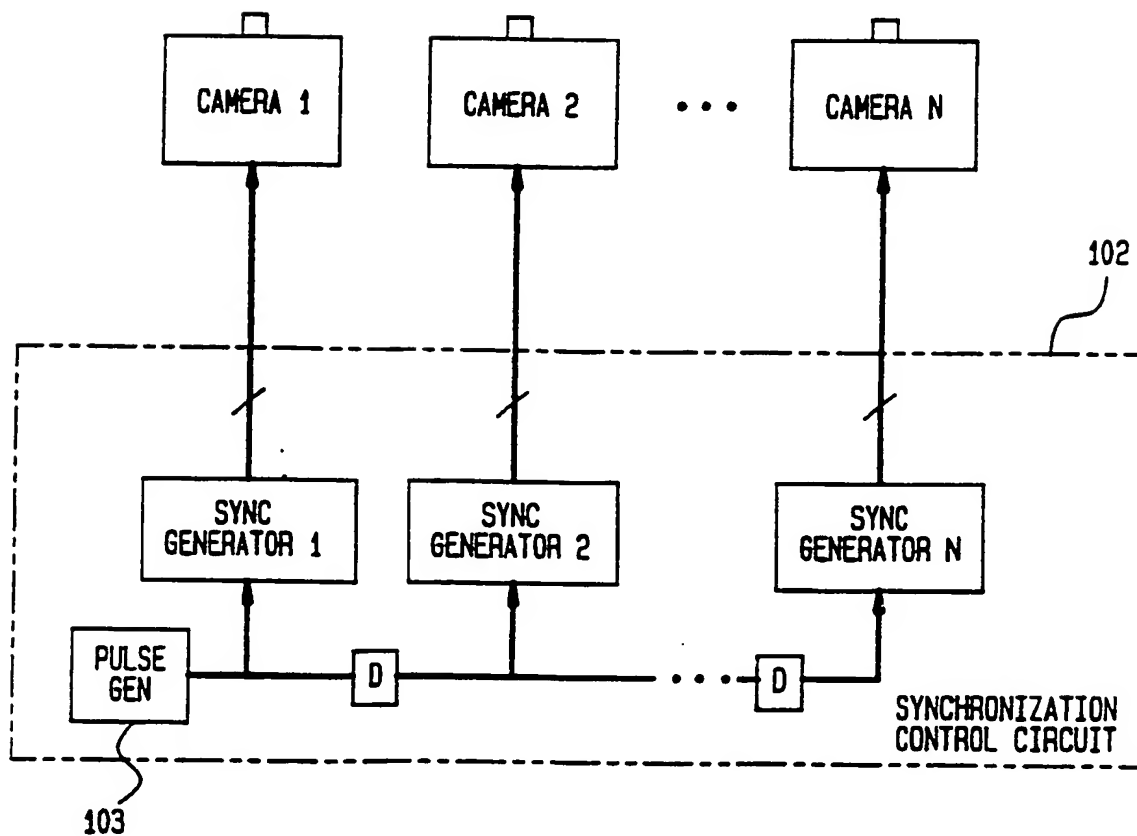 CAMERA 1
CAMERA 2
• • •
CAMERA N
102
SYNC
GENERATOR 1
SYNC
GENERATOR 2
SYNC
GENERATOR N
PULSE
GEN
D
• • •
D
SYNCHRONIZATION
CONTROL CIRCUIT
103